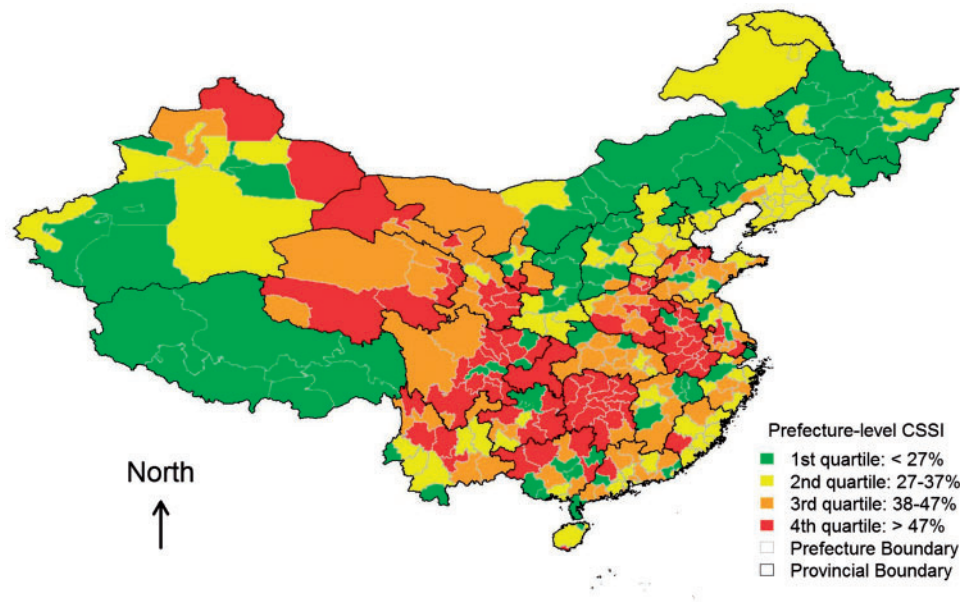 North
Prefecture-level CSSI
1st quartile: < 27%
2nd quartile: 27-37%
3rd quartile: 38-47%
4th quartile: > 47%
Prefecture Boundary
Provincial Boundary